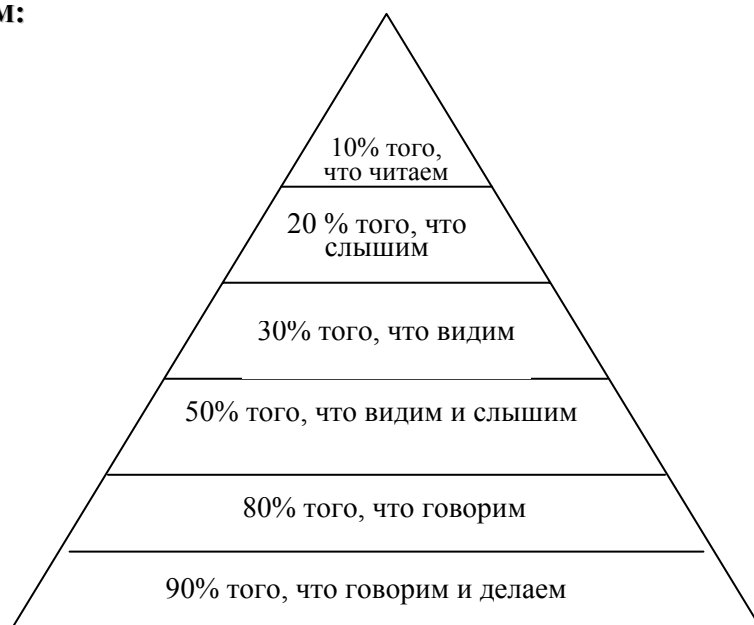 м:
10% того,
что читаем
20 % того, что
слышим
30% того, что видим
50% того, что видим и слышим
80% того, что говорим
90% того, что говорим и делаем